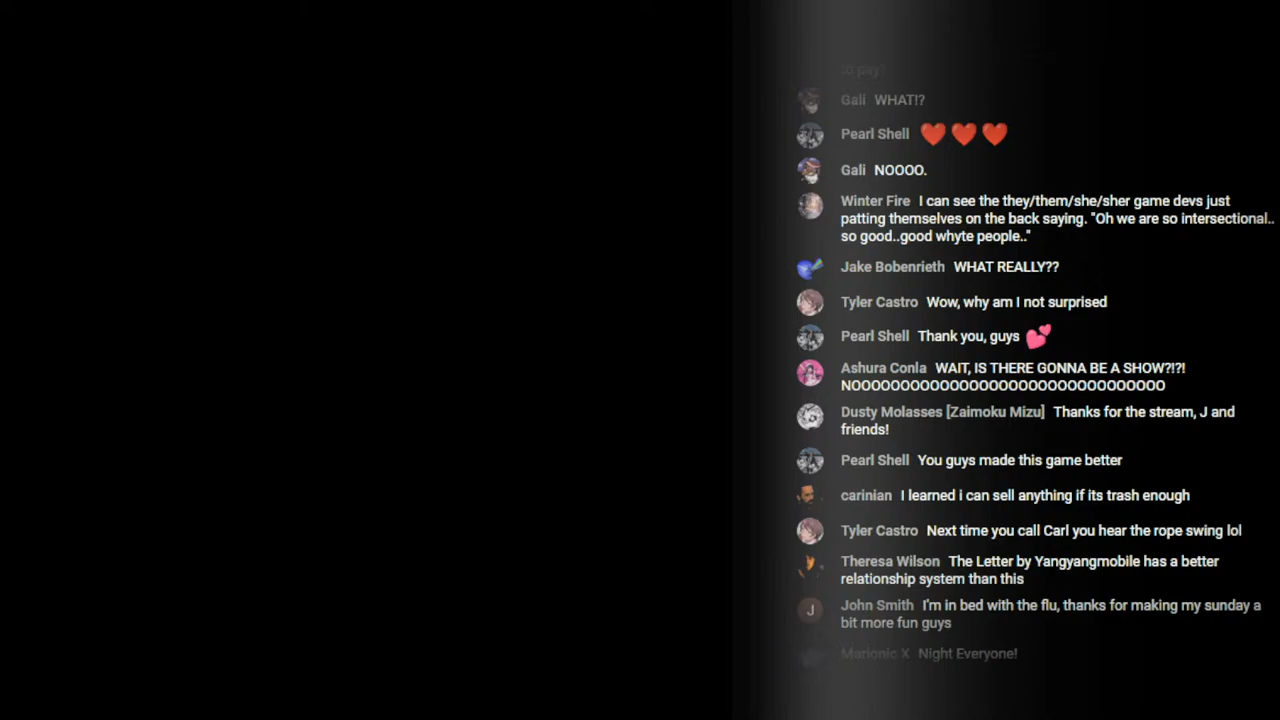 to pay?
Gali WHAT!?
Pearl Shell ❤️ ❤️ ❤️
Gali NOOOO.
Winter Fire I can see the they/them/she/sher game devs just
patting themselves on the back saying. "Oh we are so intersectional..
so good..good whyte people.."
Jake Bobenrieth WHAT REALLY??
Tyler Castro Wow, why am I not surprised
Pearl Shell Thank you, guys 💕
Ashura Conla WAIT, IS THERE GONNA BE A SHOW?!?!
NOOOOOOOOOOOOOOOOOOOOOOOOOOOOOOOO
Dusty Molasses [Zaimoku Mizu] Thanks for the stream, J and
friends!
Pearl Shell You guys made this game better
carinian I learned i can sell anything if its trash enough
Tyler Castro Next time you call Carl you hear the rope swing lol
Theresa Wilson The Letter by Yangyangmobile has a better
relationship system than this
J
John Smith I'm in bed with the flu, thanks for making my sunday a
bit more fun guys
Marionic X Night Everyone!